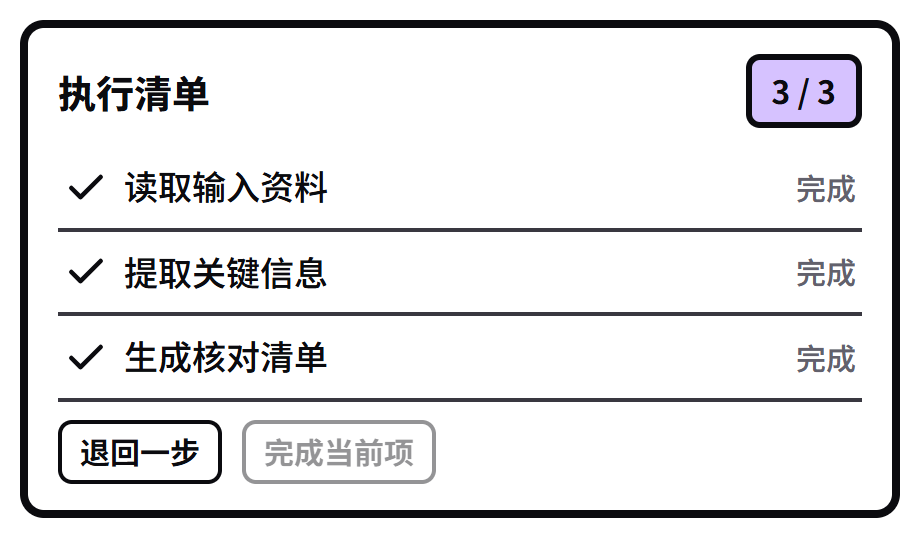 执行清单
3 / 3
读取输入资料 完成
提取关键信息 完成
生成核对清单 完成
退回一步 完成当前项